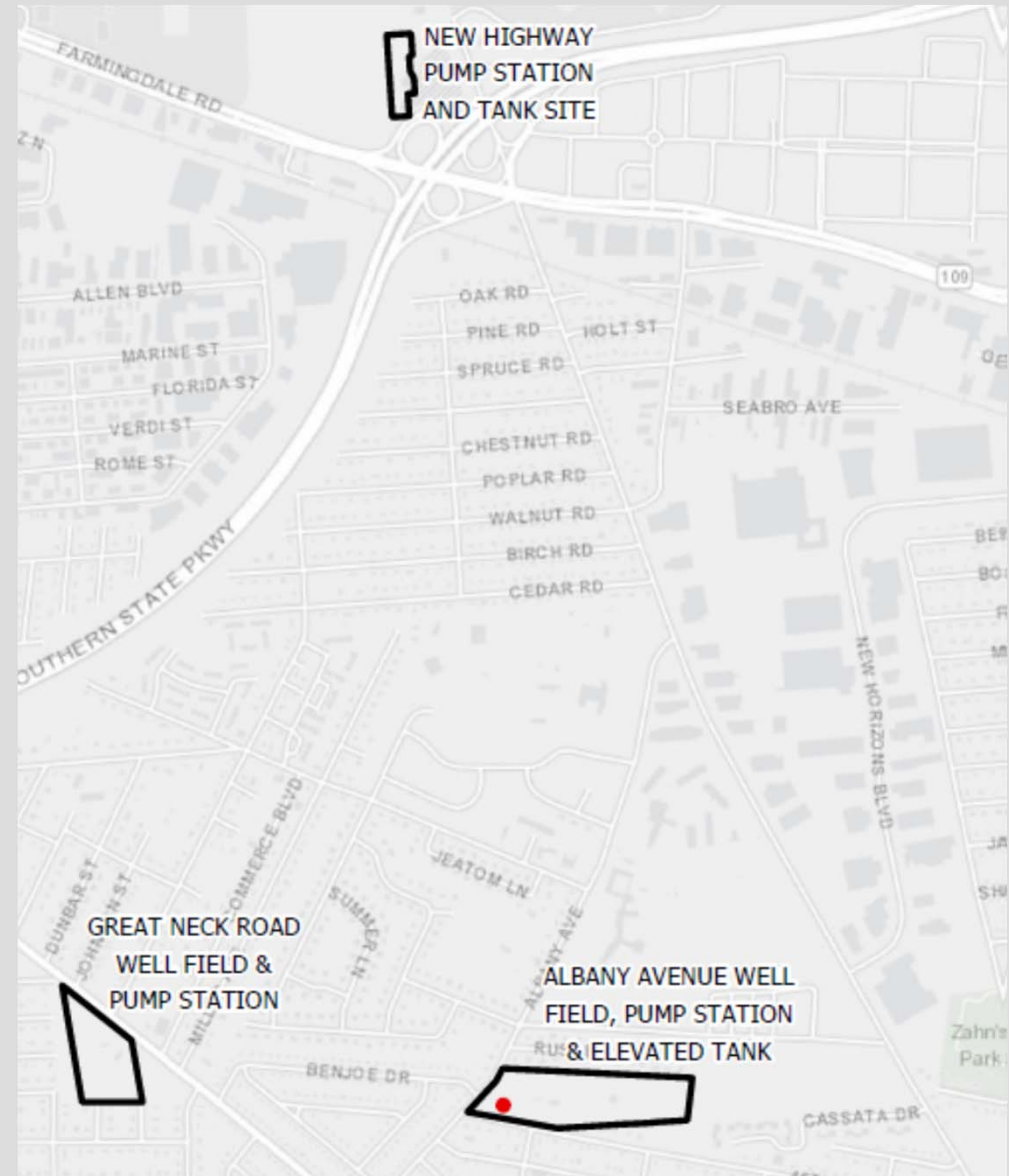 NEW HIGHWAY
PUMP STATION
AND TANK SITE
FARMINGDALE RD
Z N
109
ALLEN BLVD
OAK RD
PINE RD
HOLT ST
MARINE ST
SPRUCE RD
FLORIDA ST
SEABRO AVE
VERDI ST
CHESTNUT RD
ROME ST
POPLAR RD
WALNUT RD
BIRCH RD
CEDAR RD
OUTHERN STATE PKWY
NEW HORIZONS BLVD
COMMERCE BLVD
JEATOM LN
SUMMER LN
DUNBAR ST
GREAT NECK ROAD
WELL FIELD &
PUMP STATION
ALBANY AVE
ALBANY AVENUE WELL
FIELD, PUMP STATION
& ELEVATED TANK
Zahn's
Park
BENJOE DR
CASSATA DR